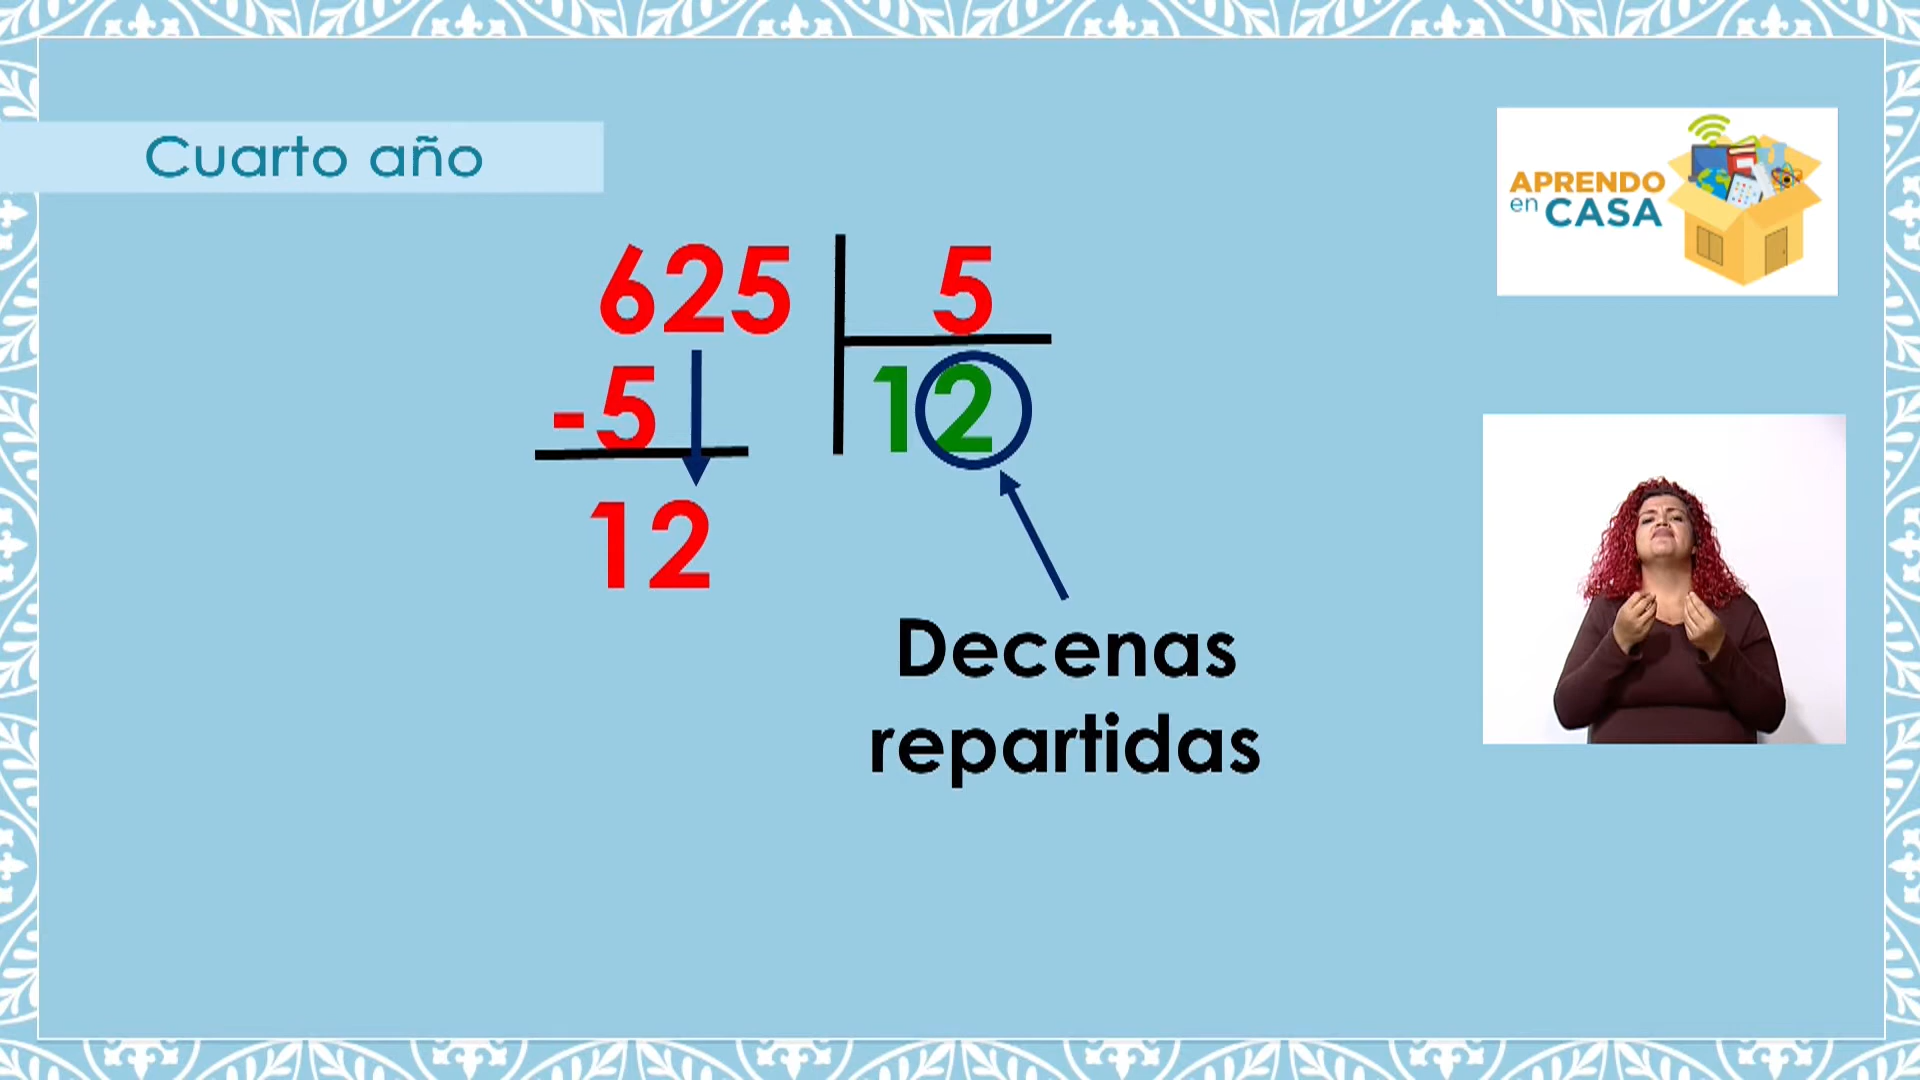 Cuarto año
APRENDO
en CASA
625 5
-5 12
12
Decenas
repartidas